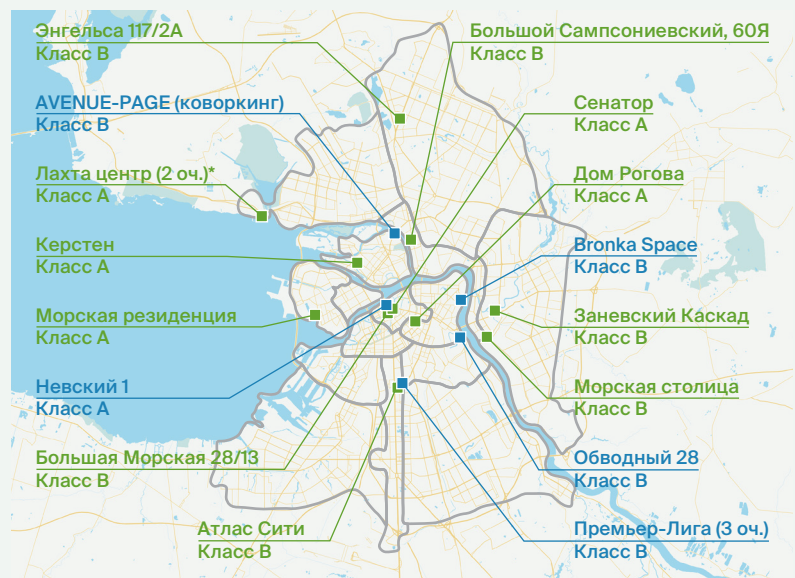 Энгельса 117/2А
Класс В
AVENUE-PAGE (коворкинг)
Класс В
Лахта центр (2 оч.)*
Класс А
Керстен
Класс А
Морская резиденция
Класс А
Невский 1
Класс А
Большая Морская 28/13
Класс В
Атлас Сити
Класс В
Большой Сампсониевский, 60Я
Класс В
Сенатор
Класс А
Дом Рогова
Класс А
Bronka Space
Класс В
Заневский Каскад
Класс В
Морская столица
Класс В
Обводный 28
Класс В
Премьер-Лига (3 оч.)
Класс В